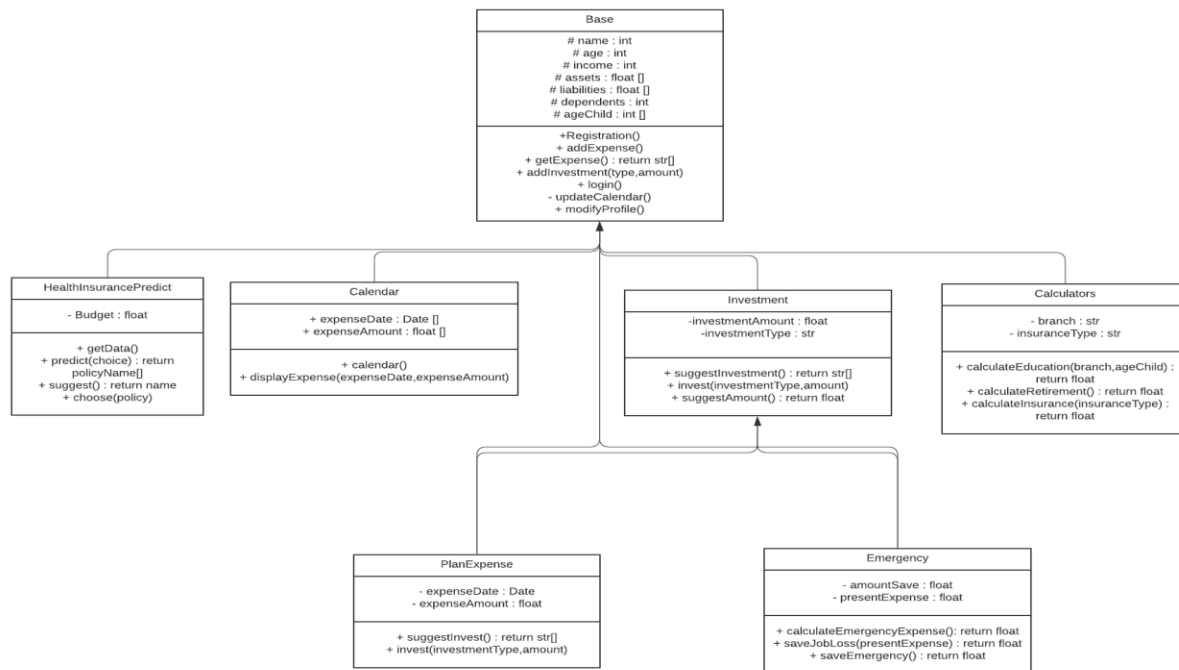 Base
# name : int
# age : int
# income : int
# assets : float []
# liabilities : float []
# dependents : int
# ageChild : int []
+Registration()
+ addExpense()
+ getExpense() : return str[]
+ addInvestment(type,amount)
+ login()
- updateCalendar()
+ modifyProfile()
HealthInsurancePredict
- Budget : float
+ getData()
+ predict(choice) : return
policyName[]
+ suggest() : return name
+ choose(policy)
Calendar
+ expenseDate : Date []
+ expenseAmount : float []
+ calendar()
+ displayExpense(expenseDate,expenseAmount)
Investment
-investmentAmount : float
-investmentType : str
+ suggestInvestment() : return str[]
+ invest(investmentType,amount)
+ suggestAmount() : return float
Calculators
- branch : str
- insuranceType : str
+ calculateEducation(branch,ageChild) :
return float
+ calculateRetirement() : return float
+ calculateInsurance(insuranceType) :
return float
PlanExpense
- expenseDate : Date
- expenseAmount : float
+ suggestInvest() : return str[]
+ invest(investmentType,amount)
Emergency
- amountSave : float
- presentExpense : float
+ calculateEmergencyExpense(): return float
+ saveJobLoss(presentExpense) : return float
+ saveEmergency() : return float